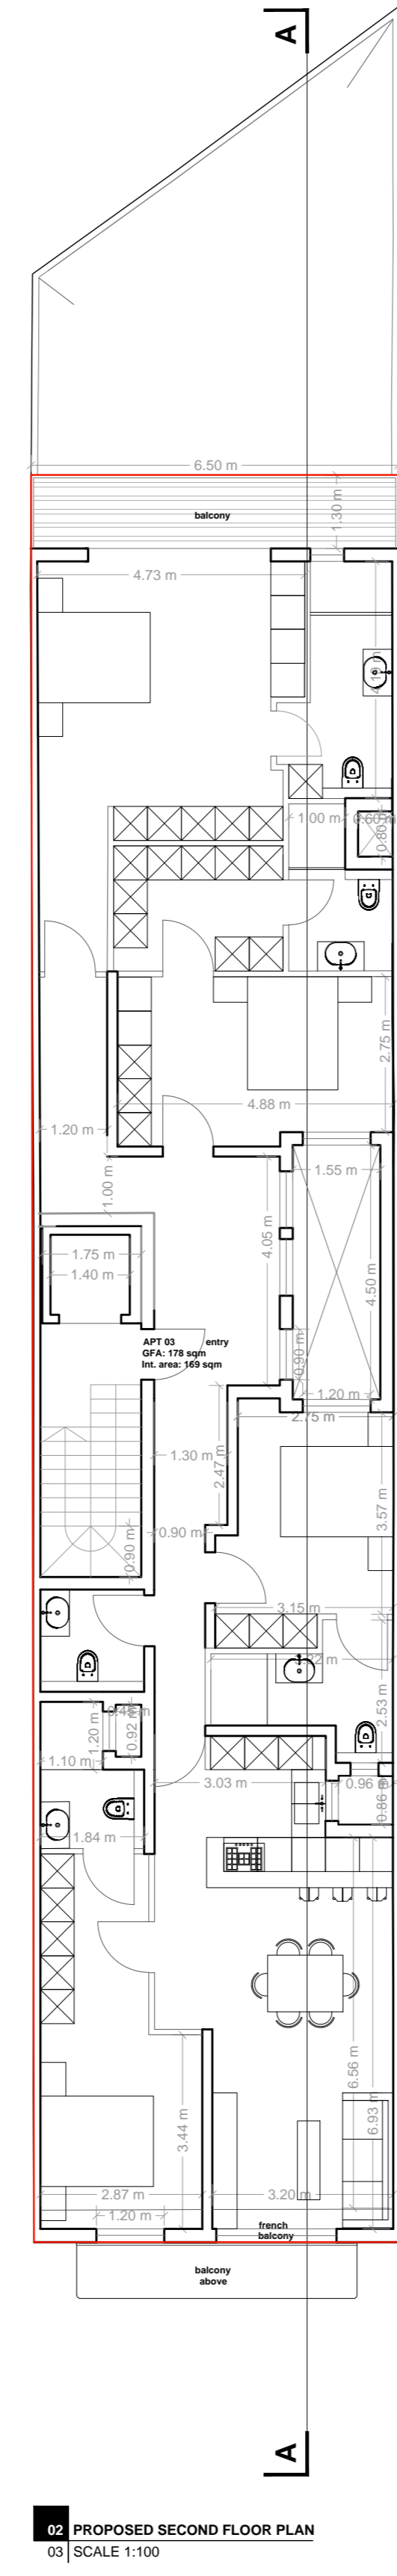 A
6.50 m
balcony
1.30 m
4.73 m
1.00 m
0.60 m
0.80 m
2.75 m
4.88 m
1.20 m
1.00 m
1.55 m
4.05 m
1.75 m
1.40 m
4.50 m
APT 03 entry
GFA: 178 sqm
Int. area: 169 sqm
0.90 m
1.20 m
2.75 m
1.30 m
2.47 m
3.57 m
0.90 m
0.90 m
3.15 m
2.53 m
1.20 m
0.92 m
1.10 m
3.03 m
0.96 m
0.86 m
1.84 m
6.56 m
6.93 m
3.44 m
2.87 m
3.20 m
1.20 m
french
balcony
balcony
above
A
02 PROPOSED SECOND FLOOR PLAN
03 SCALE 1:100